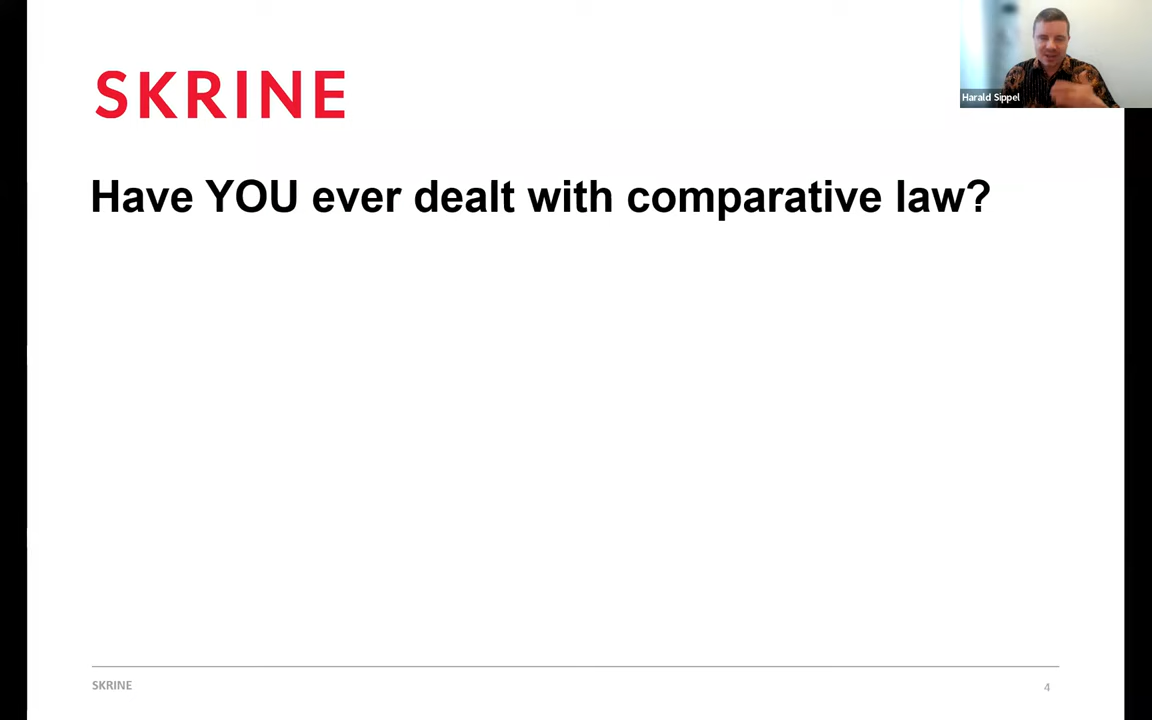 SKRINE
Harald Sippel
Have YOU ever dealt with comparative law?
SKRINE
4